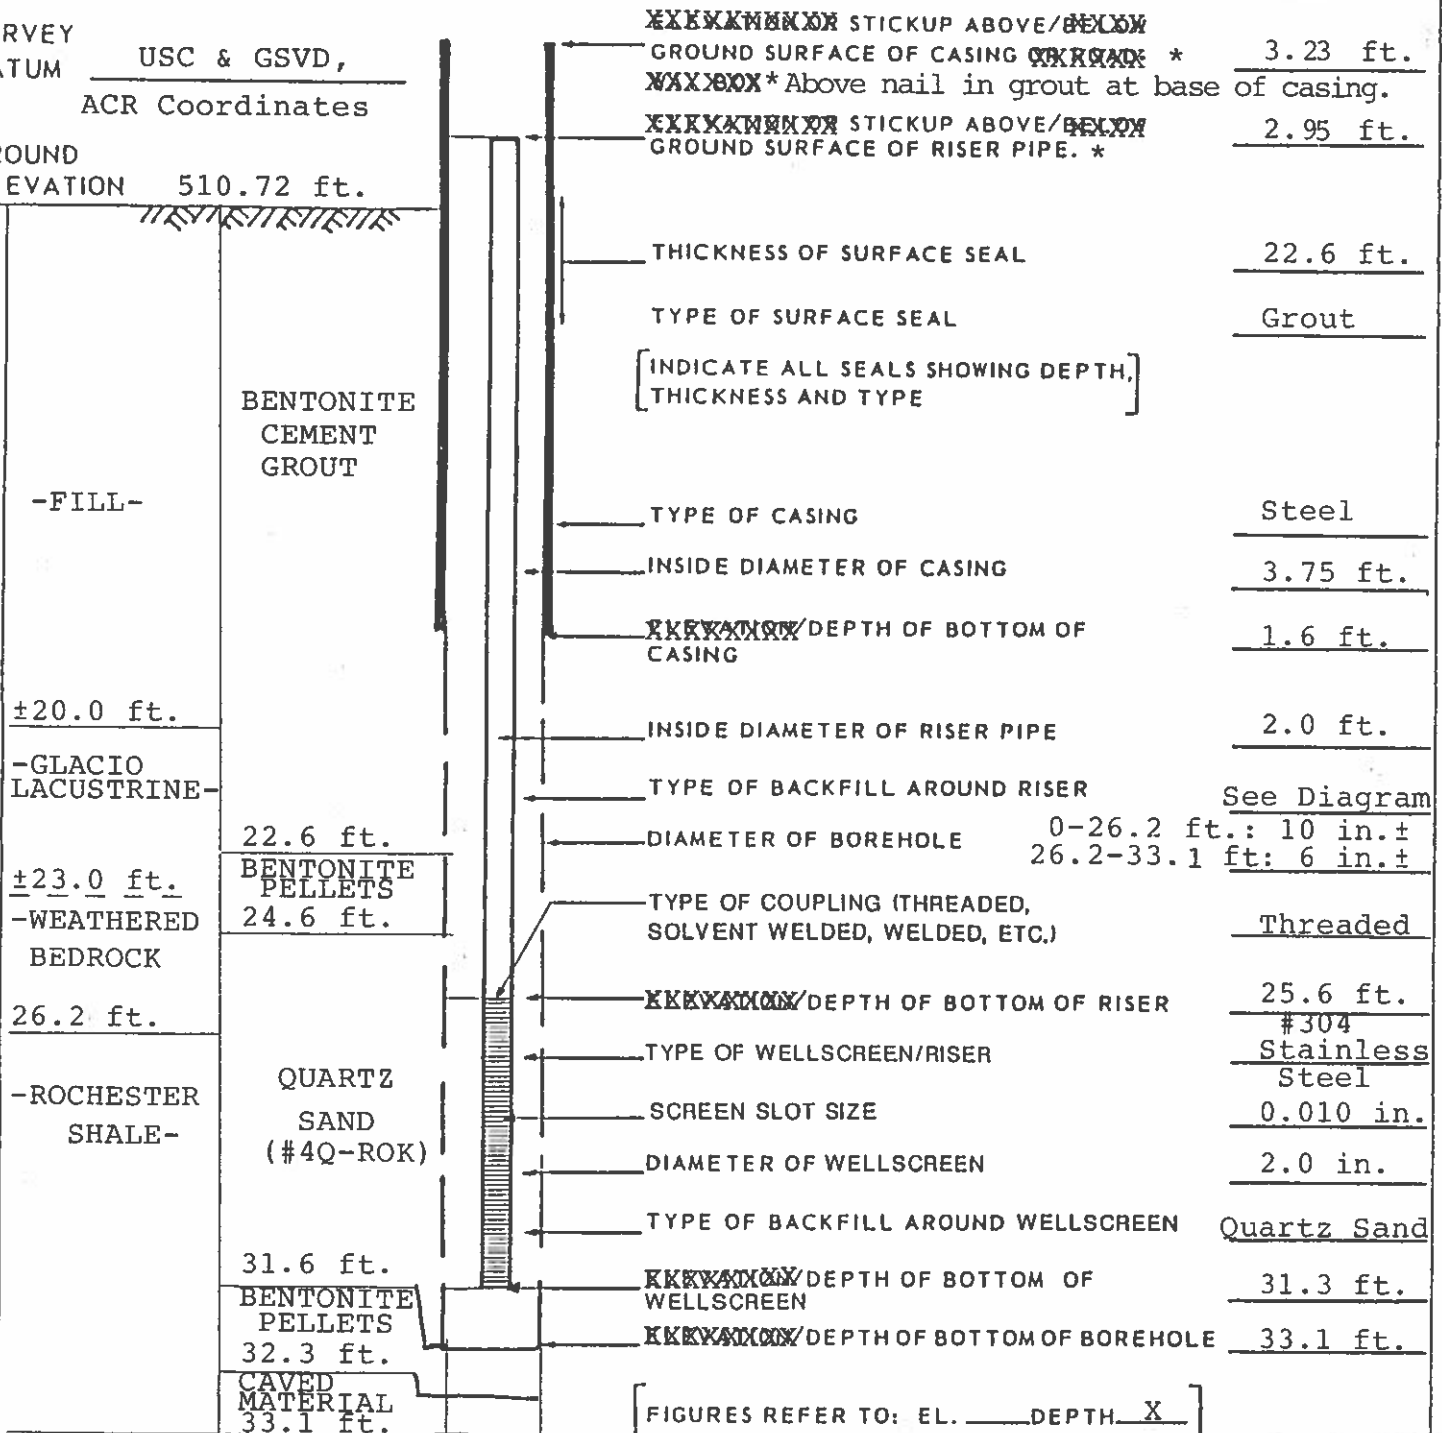 RVEY
ATUM USC & GSVD,
ACR Coordinates
ROUND
EVATION 510.72 ft.
STICKUP ABOVE/
GROUND SURFACE OF CASING * 3.23 ft.
* Above nail in grout at base of casing.
STICKUP ABOVE/
GROUND SURFACE OF RISER PIPE. * 2.95 ft.
THICKNESS OF SURFACE SEAL 22.6 ft.
TYPE OF SURFACE SEAL Grout
[INDICATE ALL SEALS SHOWING DEPTH,
THICKNESS AND TYPE]
BENTONITE
CEMENT
GROUT
-FILL-
TYPE OF CASING Steel
INSIDE DIAMETER OF CASING 3.75 ft.
/DEPTH OF BOTTOM OF
CASING 1.6 ft.
±20.0 ft.
INSIDE DIAMETER OF RISER PIPE 2.0 ft.
-GLACIO
LACUSTRINE-
TYPE OF BACKFILL AROUND RISER See Diagram
22.6 ft.
DIAMETER OF BOREHOLE 0-26.2 ft.: 10 in.±
26.2-33.1 ft: 6 in.±
BENTONITE
PELLETS
±23.0 ft.
24.6 ft.
-WEATHERED
BEDROCK
TYPE OF COUPLING (THREADED,
SOLVENT WELDED, WELDED, ETC.) Threaded
/DEPTH OF BOTTOM OF RISER 25.6 ft.
26.2 ft.
TYPE OF WELLSCREEN/RISER #304
Stainless
Steel
QUARTZ
SAND
(#4Q-ROK)
-ROCHESTER
SHALE-
SCREEN SLOT SIZE 0.010 in.
DIAMETER OF WELLSCREEN 2.0 in.
TYPE OF BACKFILL AROUND WELLSCREEN Quartz Sand
31.6 ft.
/DEPTH OF BOTTOM OF
WELLSCREEN 31.3 ft.
BENTONITE
PELLETS
32.3 ft.
/DEPTH OF BOTTOM OF BOREHOLE 33.1 ft.
CAVED
MATERIAL
33.1 ft.
[FIGURES REFER TO: EL. ____ DEPTH X ]